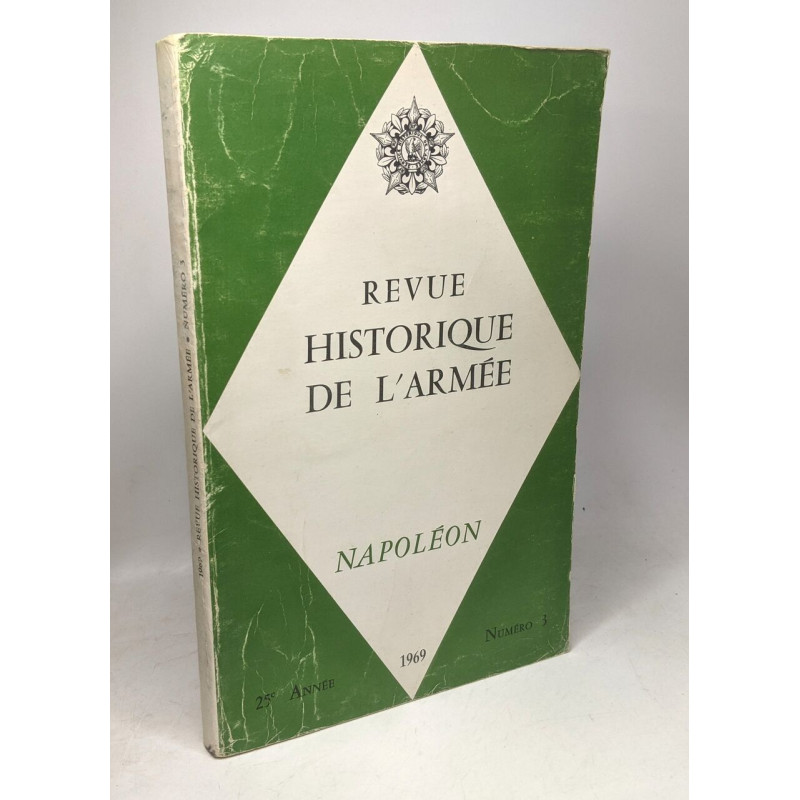 REVUE
HISTORIQUE
DE L'ARMÉE
NAPOLÉON
25e ANNÉE
1969
NUMÉRO 3
1969 • REVUE HISTORIQUE DE L'ARMÉE • NUMÉRO 3